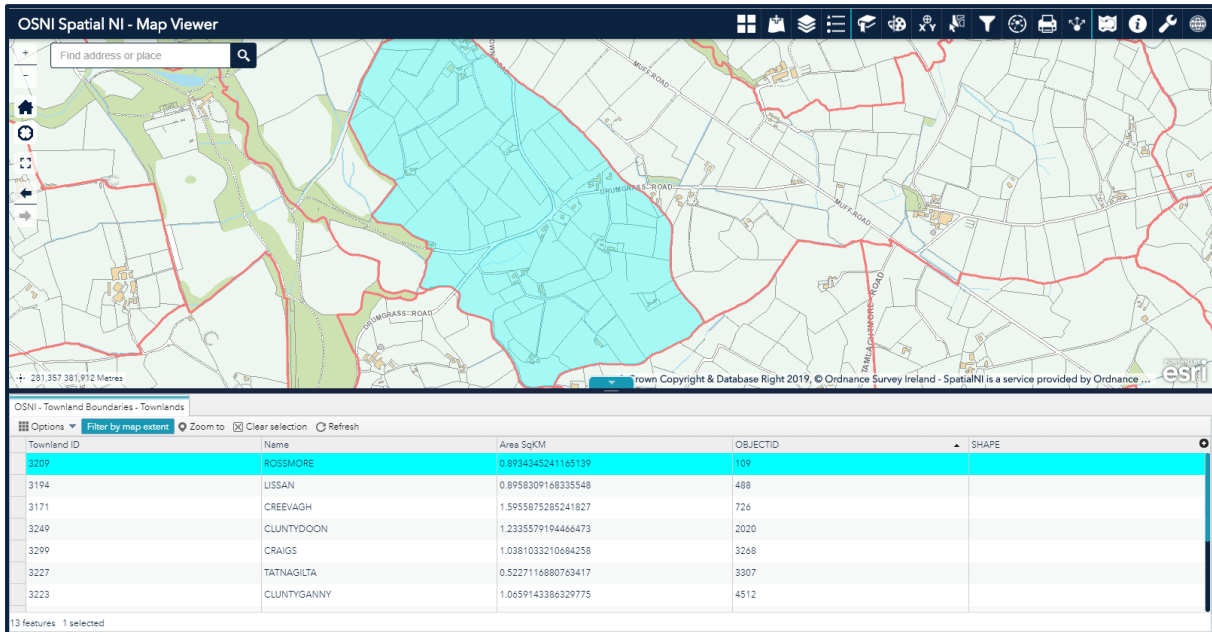 OSNI Spatial NI - Map Viewer
Find address or place
MUFF-ROAD
DRUMGRASS-ROAD
MUFF-ROAD
DRUMGRASS-ROAD
TAMLAGHTMORE-ROAD
281,357 381,912 Metres
Crown Copyright & Database Right 2019, © Ordnance Survey Ireland - SpatialNI is a service provided by Ordnance ...
POWERED BY
esri
OSNI - Townland Boundaries - Townlands
Options Filter by map extent Zoom to Clear selection Refresh
Townland ID Name Area SqKM OBJECTID SHAPE
3209 ROSSMORE 0.8934345241165139 109
3194 LISSAN 0.8958309168335548 488
3171 CREEVAGH 1.5955875285241827 726
3249 CLUNTYDOON 1.2335579194466473 2020
3299 CRAIGS 1.0381033210684258 3268
3227 TATNAGILTA 0.5227116880763417 3307
3223 CLUNTYGANNY 1.0659143386329775 4512
13 features 1 selected